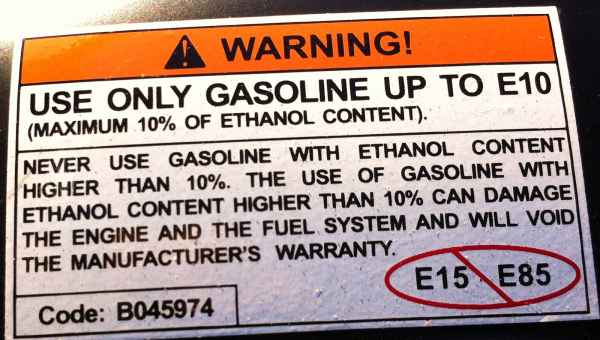 WARNING!
USE ONLY GASOLINE UP TO E10
(MAXIMUM 10% OF ETHANOL CONTENT).
NEVER USE GASOLINE WITH ETHANOL CONTENT
HIGHER THAN 10%. THE USE OF GASOLINE WITH
ETHANOL CONTENT HIGHER THAN 10% CAN DAMAGE
THE ENGINE AND THE FUEL SYSTEM AND WILL VOID
THE MANUFACTURER'S WARRANTY.
E15 E85
Code: B045974